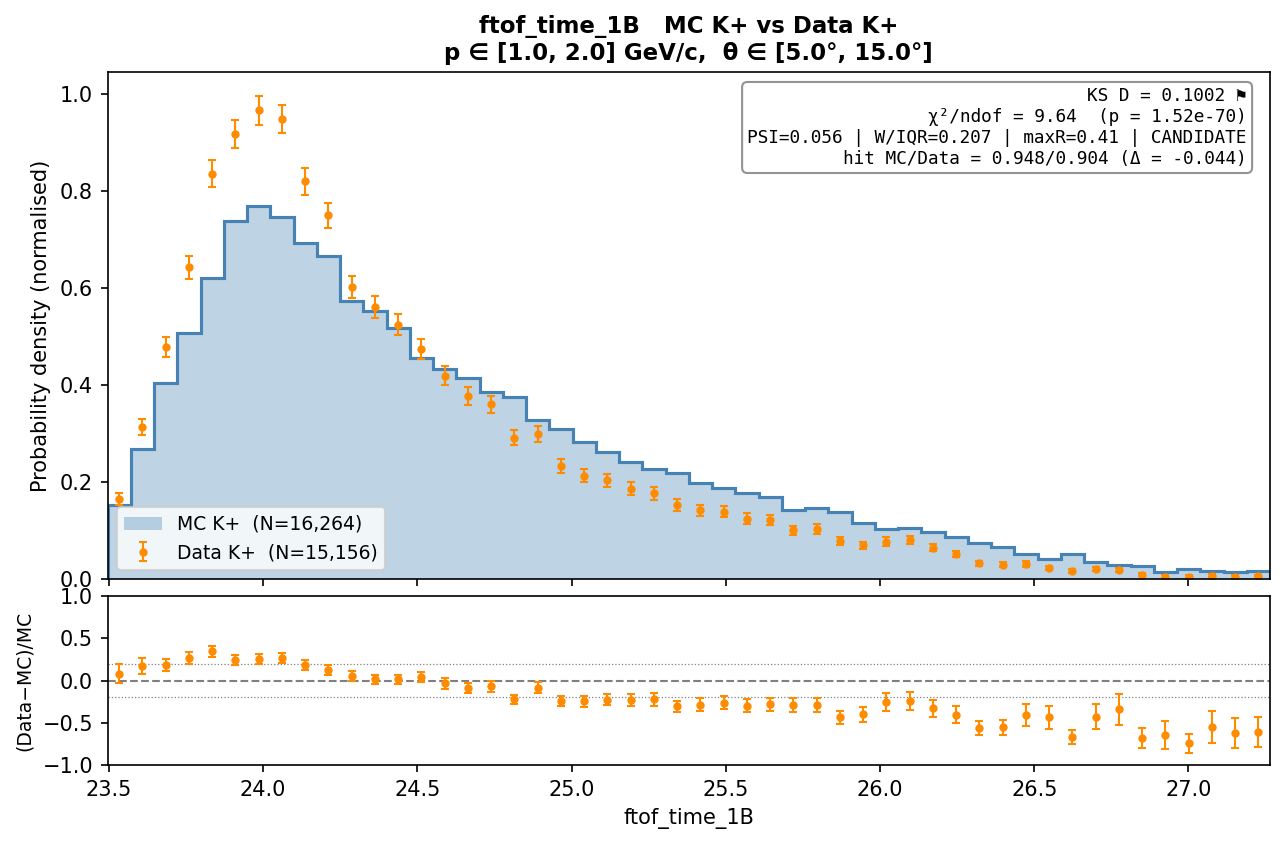 ftof_time_1B   MC K+ vs Data K+
p ∈ [1.0, 2.0] GeV/c,  θ ∈ [5.0°, 15.0°]
KS D = 0.1002 ⚑
χ²/ndof = 9.64  (p = 1.52e-70)
PSI=0.056 | W/IQR=0.207 | maxR=0.41 | CANDIDATE
hit MC/Data = 0.948/0.904 (Δ = -0.044)
Probability density (normalised)
1.0
0.8
0.6
0.4
0.2
0.0
MC K+  (N=16,264)
Data K+  (N=15,156)
(Data−MC)/MC
1.0
0.5
0.0
−0.5
−1.0
23.5 24.0 24.5 25.0 25.5 26.0 26.5 27.0
ftof_time_1B